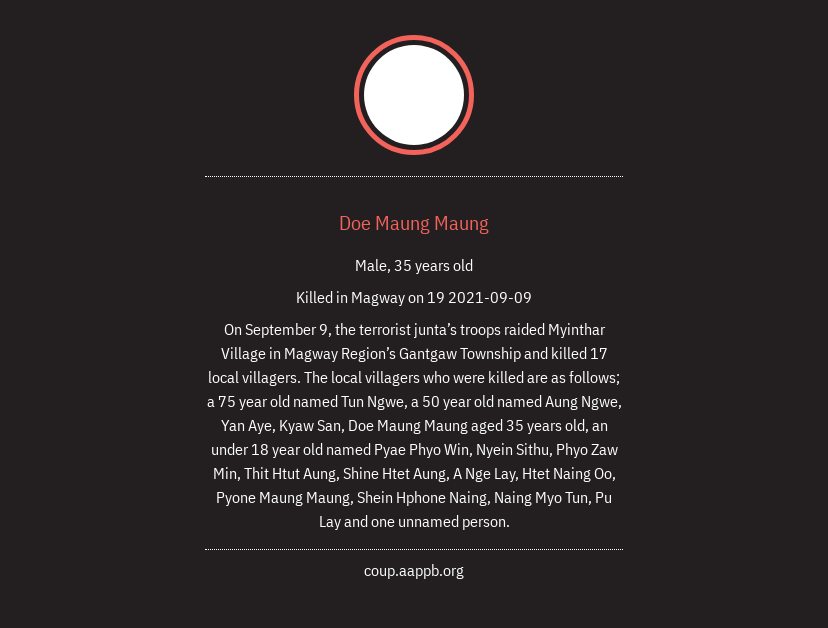 Doe Maung Maung
Male, 35 years old
Killed in Magway on 19 2021-09-09
On September 9, the terrorist junta’s troops raided Myinthar
Village in Magway Region’s Gantgaw Township and killed 17
local villagers. The local villagers who were killed are as follows;
a 75 year old named Tun Ngwe, a 50 year old named Aung Ngwe,
Yan Aye, Kyaw San, Doe Maung Maung aged 35 years old, an
under 18 year old named Pyae Phyo Win, Nyein Sithu, Phyo Zaw
Min, Thit Htut Aung, Shine Htet Aung, A Nge Lay, Htet Naing Oo,
Pyone Maung Maung, Shein Hphone Naing, Naing Myo Tun, Pu
Lay and one unnamed person.
coup.aappb.org